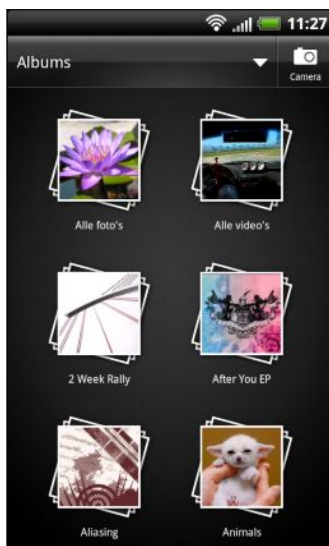 11:27
Albums
Camera
Alle foto's
Alle video's
2 Week Rally
After You EP
Aliasing
Animals